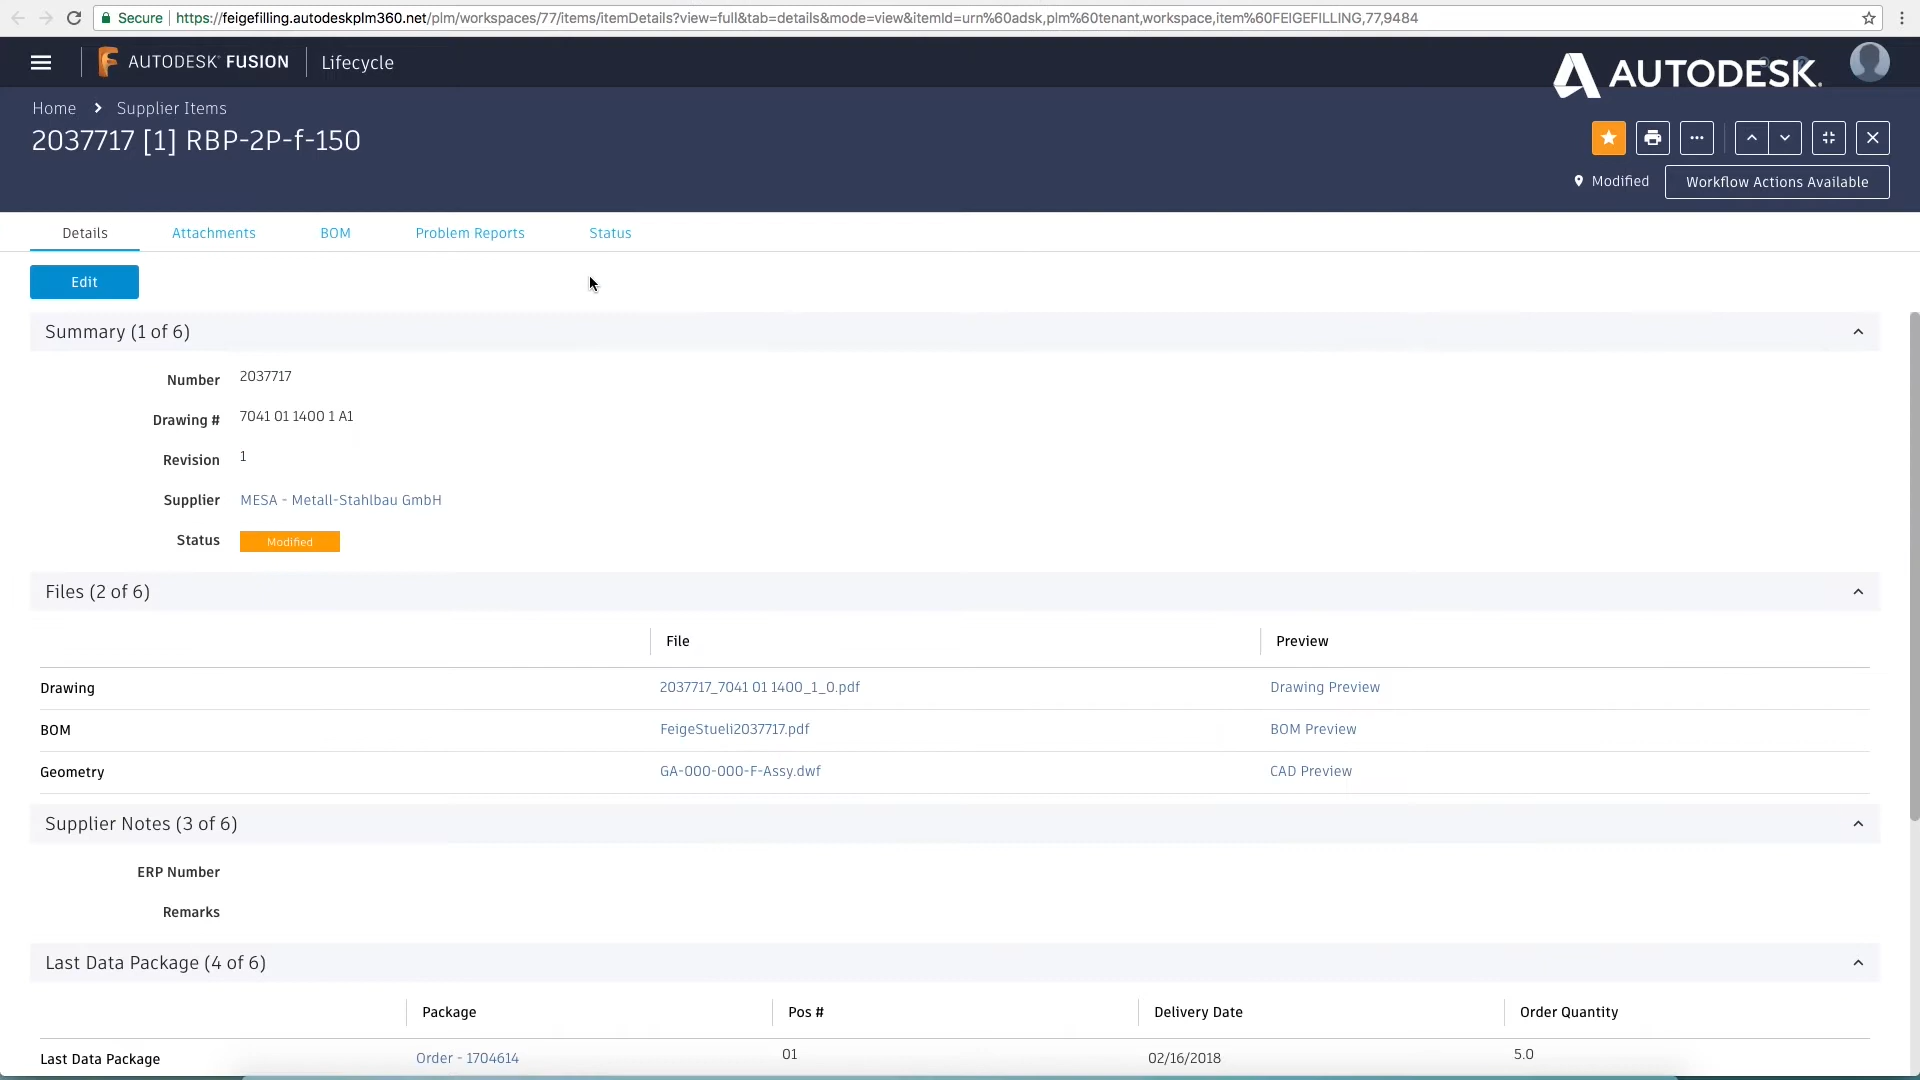 Secure https://feigefilling.autodeskplm360.net/plm/workspaces/77/items/itemDetails?view=full&tab=details&mode=view&itemId=urn%60adsk,plm%60tenant,workspace,item%60FEIGEFILLING,77,9484
AUTODESK FUSION Lifecycle
AUTODESK.
Home > Supplier Items
2037717 [1] RBP-2P-f-150
Modified Workflow Actions Available
Details Attachments BOM Problem Reports Status
Edit
Summary (1 of 6)
Number 2037717
Drawing # 7041 01 1400 1 A1
Revision 1
Supplier MESA - Metall-Stahlbau GmbH
Status Modified
Files (2 of 6)
File Preview
Drawing 2037717_7041 01 1400_1_0.pdf Drawing Preview
BOM FeigeStueli2037717.pdf BOM Preview
Geometry GA-000-000-F-Assy.dwf CAD Preview
Supplier Notes (3 of 6)
ERP Number
Remarks
Last Data Package (4 of 6)
Package Pos # Delivery Date Order Quantity
Last Data Package Order - 1704614 01 02/16/2018 5.0